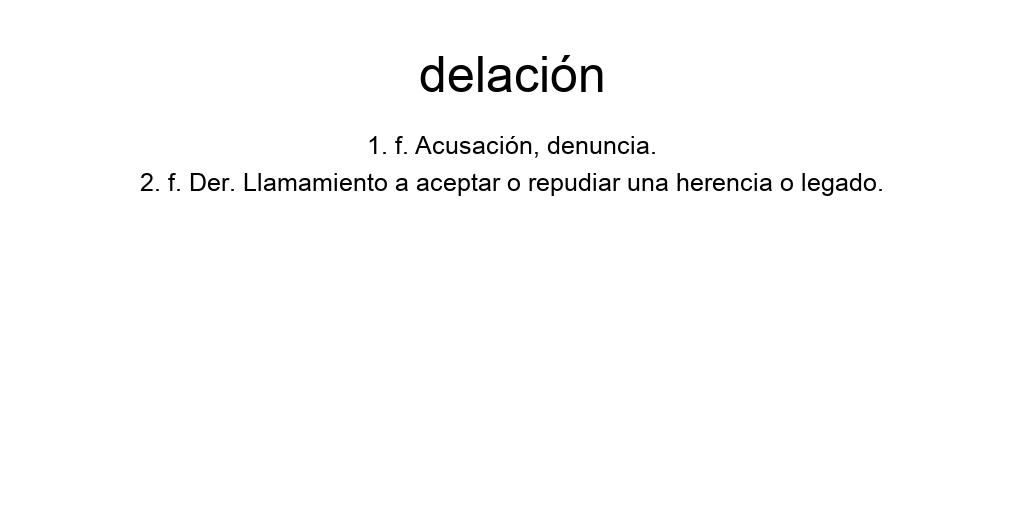 delación
1. f. Acusación, denuncia.
2. f. Der. Llamamiento a aceptar o repudiar una herencia o legado.